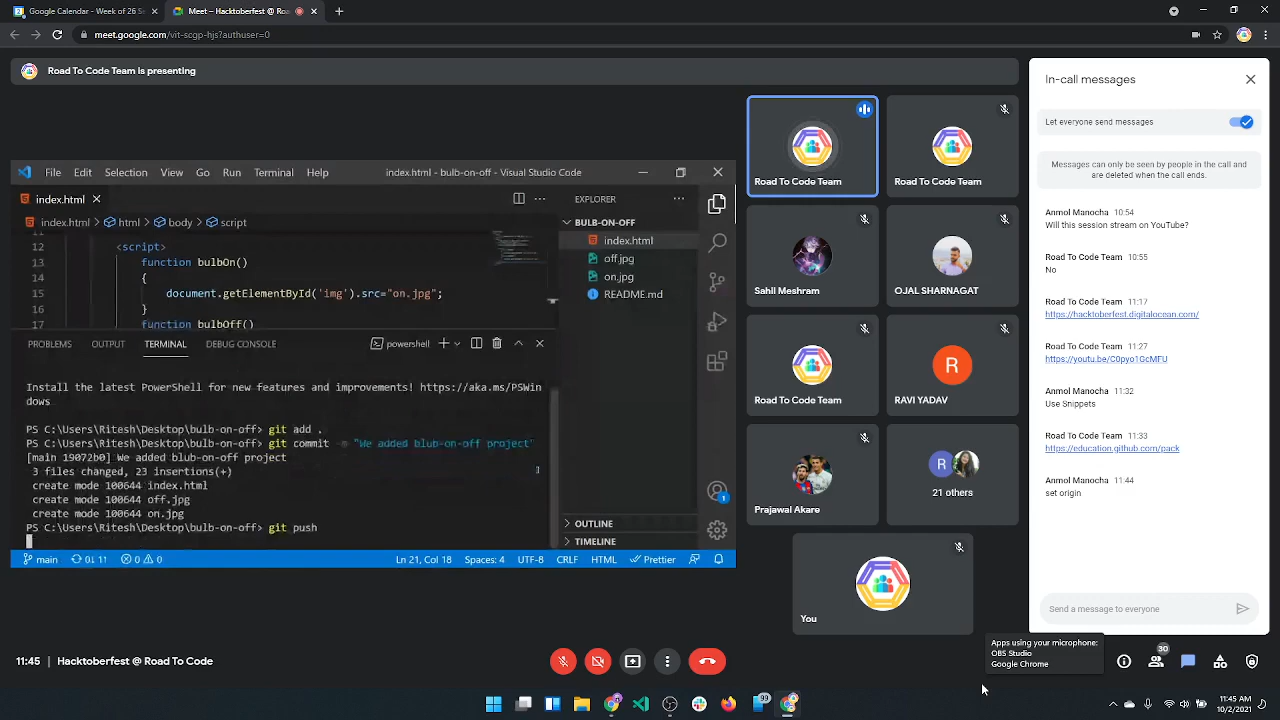 Google Calendar - Week of 26 Se
Meet – Hacktoberfest @ Road
meet.google.com/vit-scgp-hjs?authuser=0
Road To Code Team is presenting
File Edit Selection View Go Run Terminal Help index.html - bulb-on-off - Visual Studio Code
index.html
EXPLORER
index.html > html > body > script
BULB-ON-OFF
index.html
off.jpg
on.jpg
README.md
12 <script>
13 function bulbOn()
14 {
15 document.getElementById('img').src="on.jpg";
16 }
17 function bulbOff()
PROBLEMS OUTPUT TERMINAL DEBUG CONSOLE
powershell
Install the latest PowerShell for new features and improvements! https://aka.ms/PSWin
dows
PS C:\Users\Ritesh\Desktop\bulb-on-off> git add .
PS C:\Users\Ritesh\Desktop\bulb-on-off> git commit "We added blub-on-off project"
[main 19072b0] We added blub-on-off project
3 files changed, 23 insertions(+)
create mode 100644 index.html
create mode 100644 off.jpg
create mode 100644 on.jpg
PS C:\Users\Ritesh\Desktop\bulb-on-off> git push
OUTLINE
TIMELINE
1
main 0↓ 11 0 0 Ln 21, Col 18 Spaces: 4 UTF-8 CRLF HTML Prettier
Road To Code Team
Road To Code Team
Sahil Meshram
OJAL SHARNAGAT
Road To Code Team
R
RAVI YADAV
Prajawal Akare
R
21 others
You
In-call messages
Let everyone send messages
Messages can only be seen by people in the call and
are deleted when the call ends.
Anmol Manocha 10:54
Will this session stream on YouTube?
Road To Code Team 10:55
No
Road To Code Team 11:17
https://hacktoberfest.digitalocean.com/
Road To Code Team 11:27
https://youtu.be/C0pyo1GcMFU
Anmol Manocha 11:32
Use Snippets
Road To Code Team 11:33
https://education.github.com/pack
Anmol Manocha 11:44
set origin
Send a message to everyone
Apps using your microphone:
OBS Studio
Google Chrome
11:45 | Hacktoberfest @ Road To Code
30
99
11:45 AM
10/2/2021